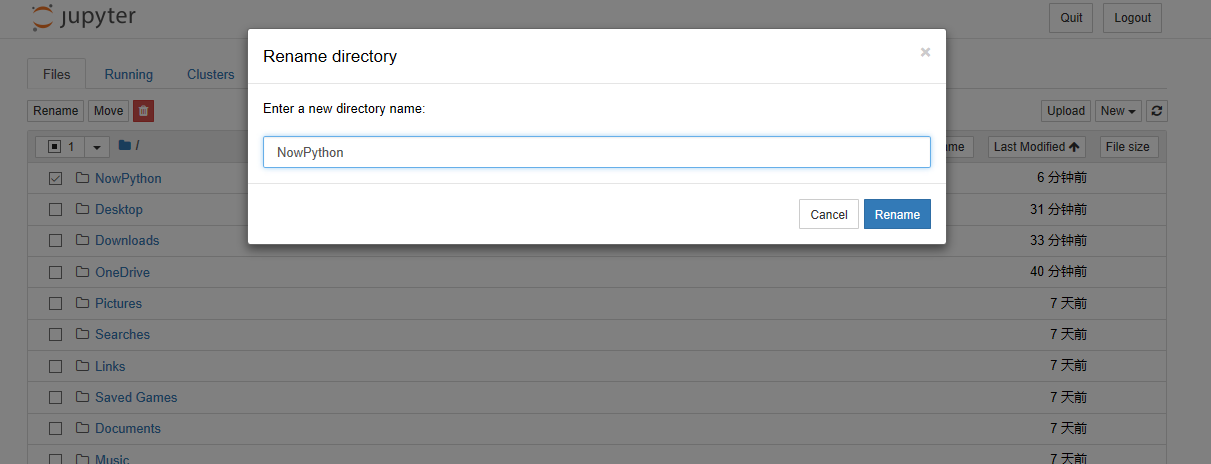 jupyter
Quit Logout
Rename directory ×
Files Running Clusters
Enter a new directory name:
Rename Move Upload New
NowPython
1 / me Last Modified File size
NowPython 6 分钟前
Cancel Rename
Desktop 31 分钟前
Downloads 33 分钟前
OneDrive 40 分钟前
Pictures 7 天前
Searches 7 天前
Links 7 天前
Saved Games 7 天前
Documents 7 天前
Music 7 天前